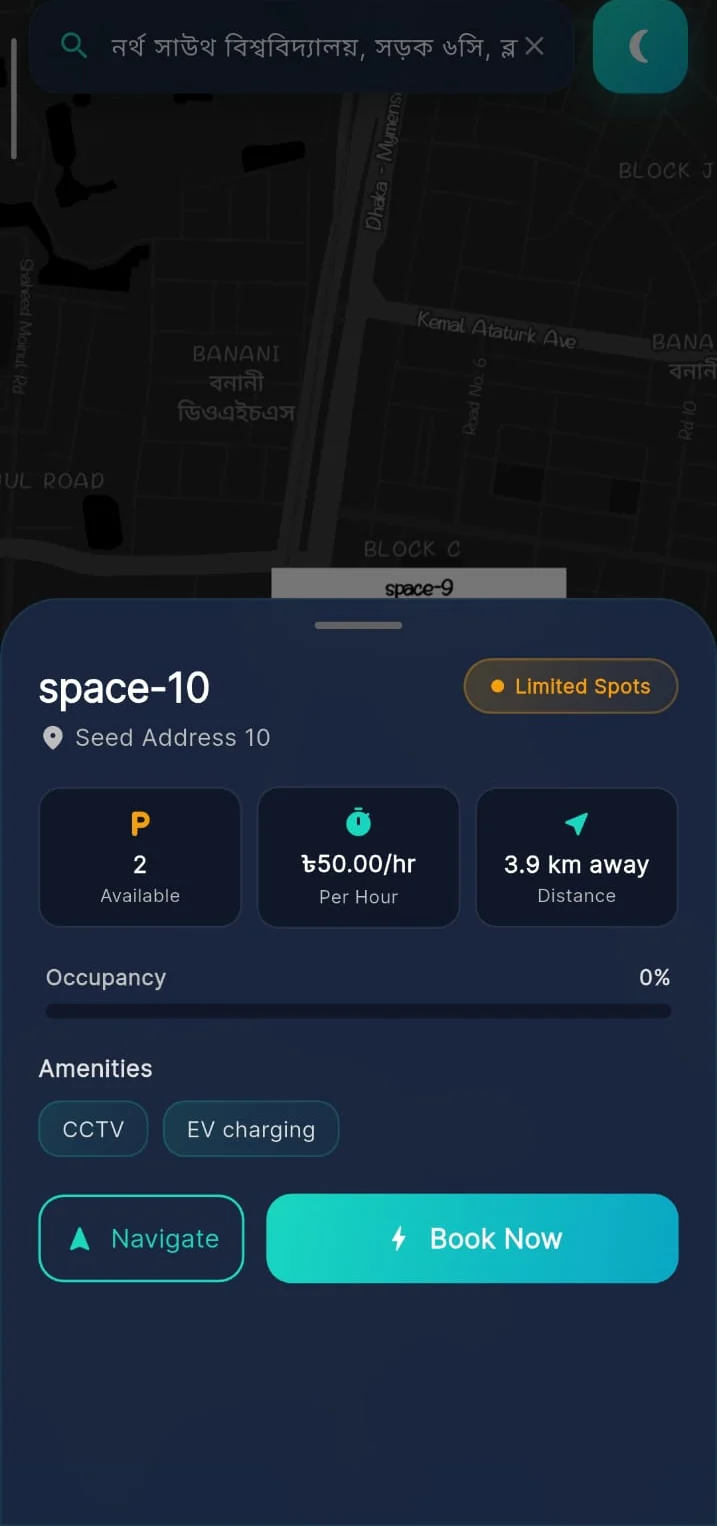 নর্থ সাউথ বিশ্ববিদ্যালয়, সড়ক ৬সি, ব্ল
Dhaka - Mymens
BLOCK J
Shaheed Moinul Rd
Kemal Ataturk Ave
BANANI
বনানী
ডিওএইচএস
BANA
বনানী
Road No. 6
Rd 10
UL ROAD
BLOCK C
space-9
space-10
Limited Spots
Seed Address 10
P
2
Available
৳50.00/hr
Per Hour
3.9 km away
Distance
Occupancy
0%
Amenities
CCTV
EV charging
Navigate
Book Now